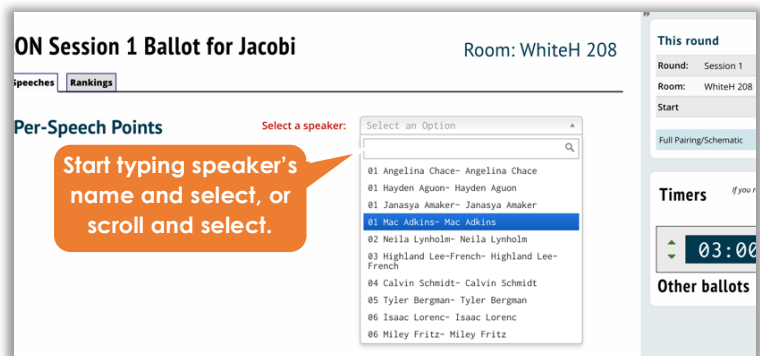 ON Session 1 Ballot for Jacobi
Room: WhiteH 208
Speeches
Rankings
Per-Speech Points
Select a speaker:
Select an Option
01 Angelina Chace- Angelina Chace
01 Hayden Aguon- Hayden Aguon
01 Janasya Amaker- Janasya Amaker
01 Mac Adkins- Mac Adkins
02 Neila Lynholm- Neila Lynholm
03 Highland Lee-French- Highland Lee-
French
04 Calvin Schmidt- Calvin Schmidt
05 Tyler Bergman- Tyler Bergman
06 Isaac Lorenc- Isaac Lorenc
06 Miley Fritz- Miley Fritz
Start typing speaker's
name and select, or
scroll and select.
This round
Round: Session 1
Room: WhiteH 208
Start
Full Pairing/Schematic
Timers
If you
03:00
Other ballots